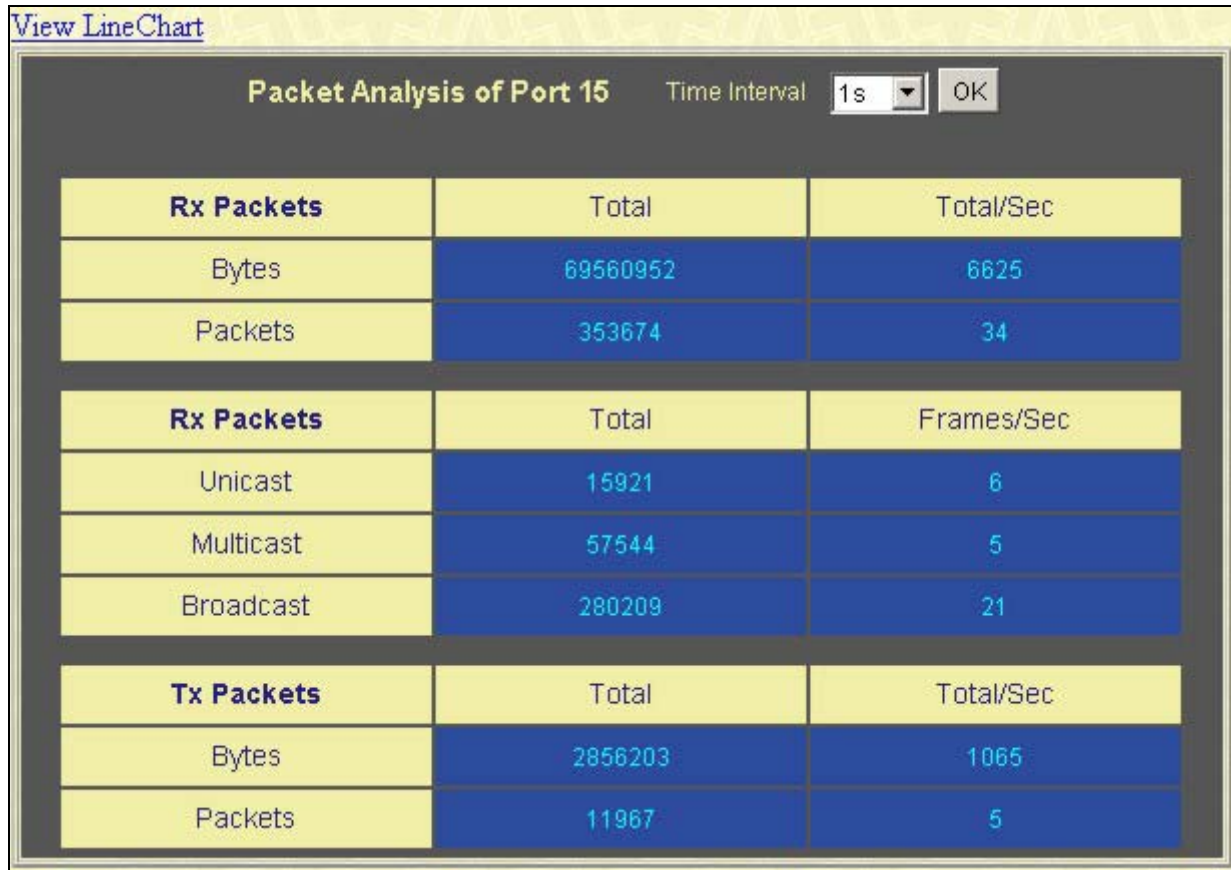 View LineChart
Packet Analysis of Port 15 Time Interval 1s OK
Rx Packets Total Total/Sec
Bytes 69560952 6625
Packets 353674 34
Rx Packets Total Frames/Sec
Unicast 15921 6
Multicast 57544 5
Broadcast 280209 21
Tx Packets Total Total/Sec
Bytes 2856203 1065
Packets 11967 5